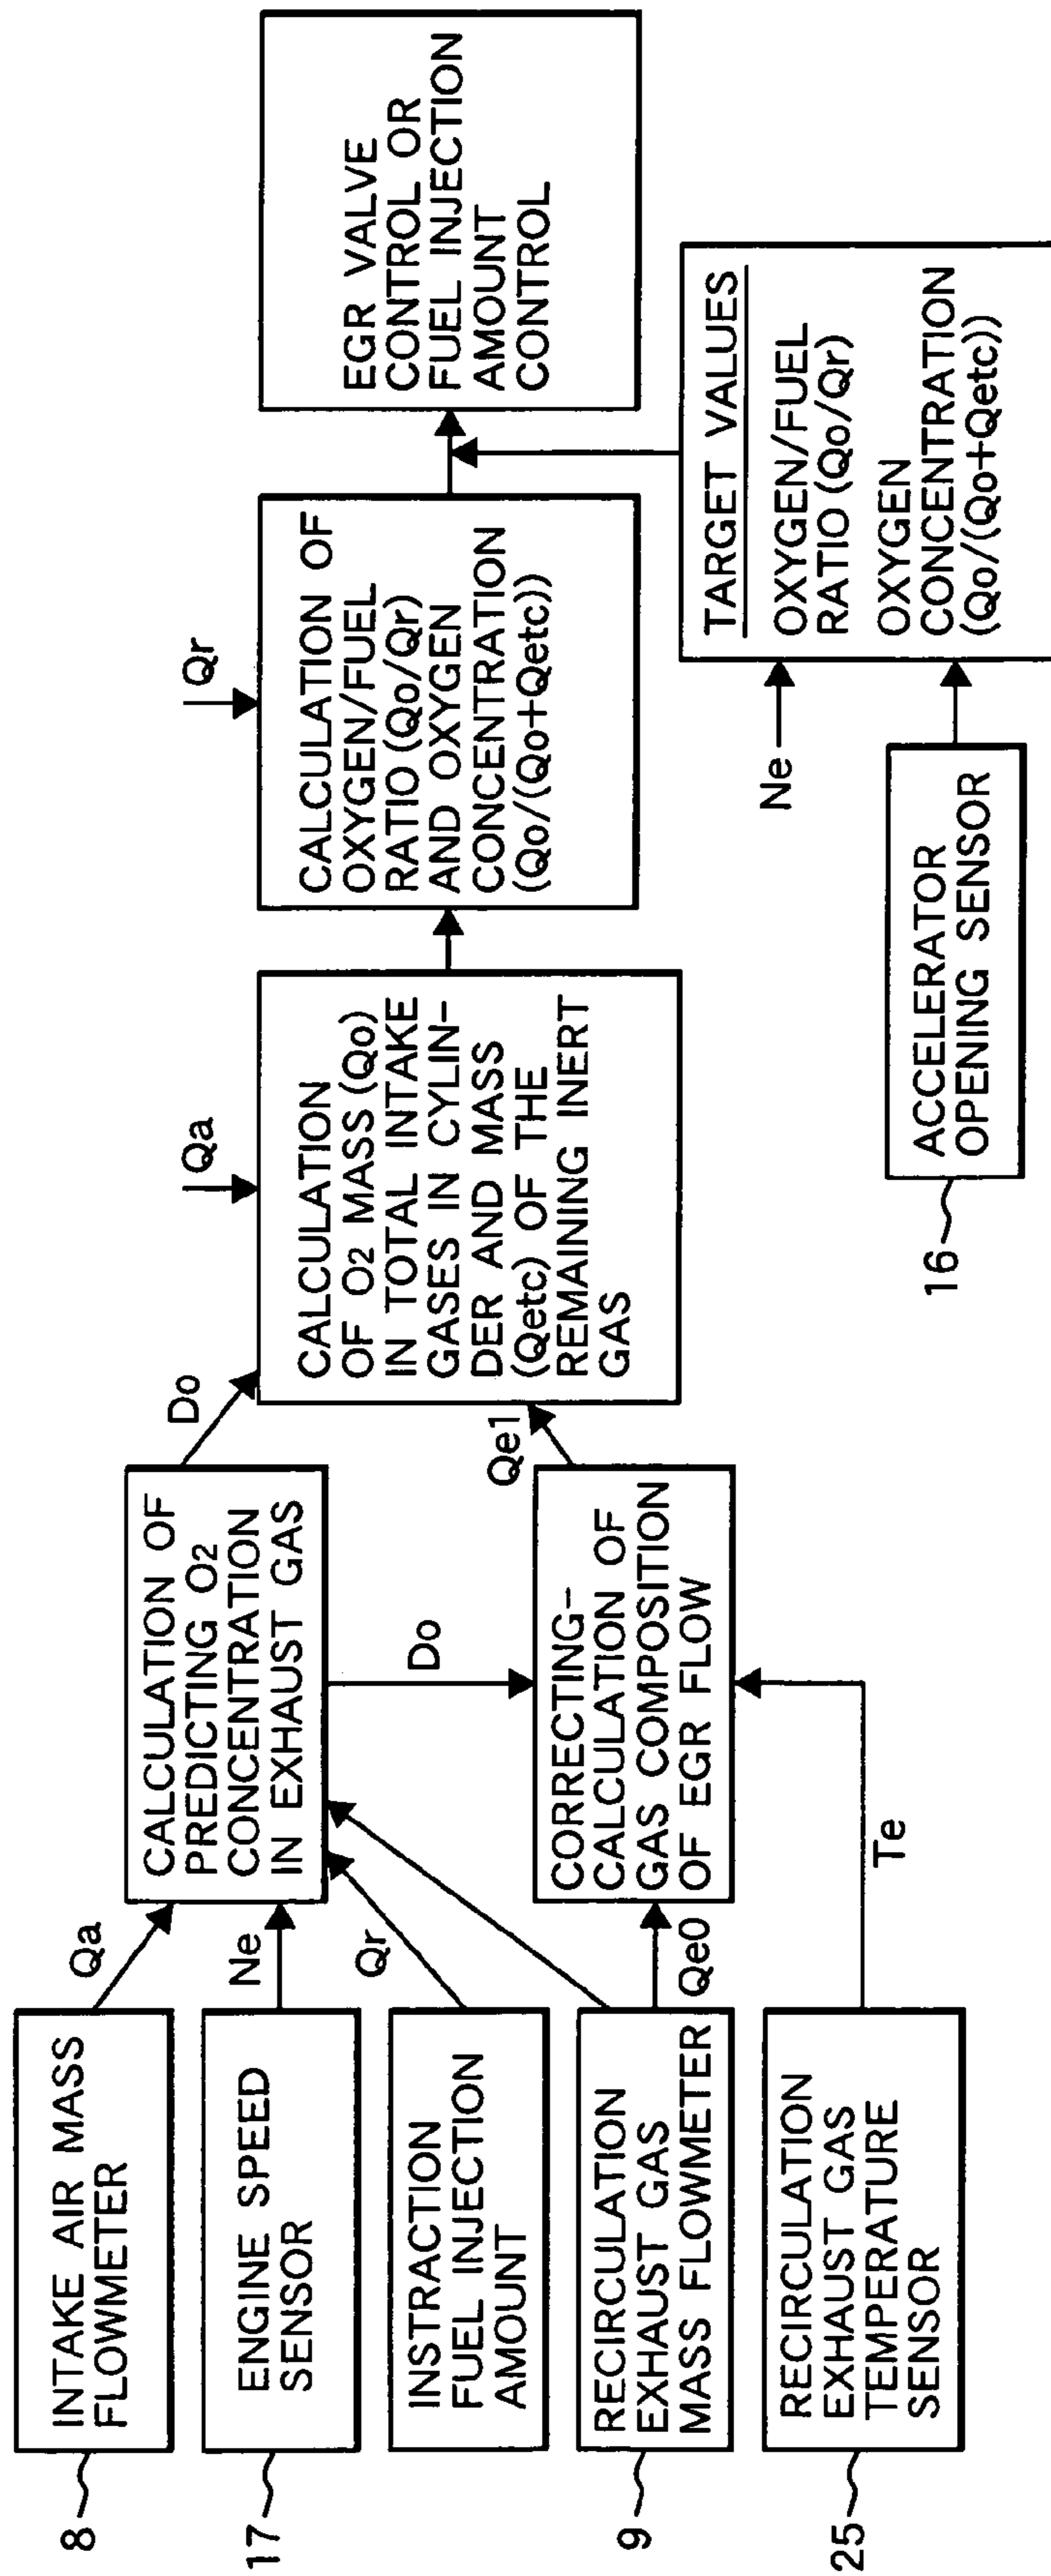 8
INTAKE AIR MASS
FLOWMETER
17
ENGINE SPEED
SENSOR
INSTRACTION
FUEL INJECTION
AMOUNT
9
RECIRCULATION
EXHAUST GAS
MASS FLOWMETER
25
RECIRCULATION
EXHAUST GAS
TEMPERATURE
SENSOR
Qa
Ne
Qr
Qe0
Te
CALCULATION OF
PREDICTING O2
CONCENTRATION
IN EXHAUST GAS
Do
CORRECTING-
CALCULATION OF
GAS COMPOSITION
OF EGR FLOW
Do
Qe1
Qa
CALCULATION
OF O2 MASS (Qo)
IN TOTAL INTAKE
GASES IN CYLIN-
DER AND MASS
(Qetc) OF THE
REMAINING INERT
GAS
Qr
CALCULATION OF
OXYGEN/FUEL
RATIO (Qo/Qr)
AND OXYGEN
CONCENTRATION
(Qo/(Qo+Qetc))
16
ACCELERATOR
OPENING SENSOR
Ne
TARGET VALUES
OXYGEN/FUEL
RATIO (Qo/Qr)
OXYGEN
CONCENTRATION
(Qo/(Qo+Qetc))
EGR VALVE
CONTROL OR
FUEL INJECTION
AMOUNT
CONTROL